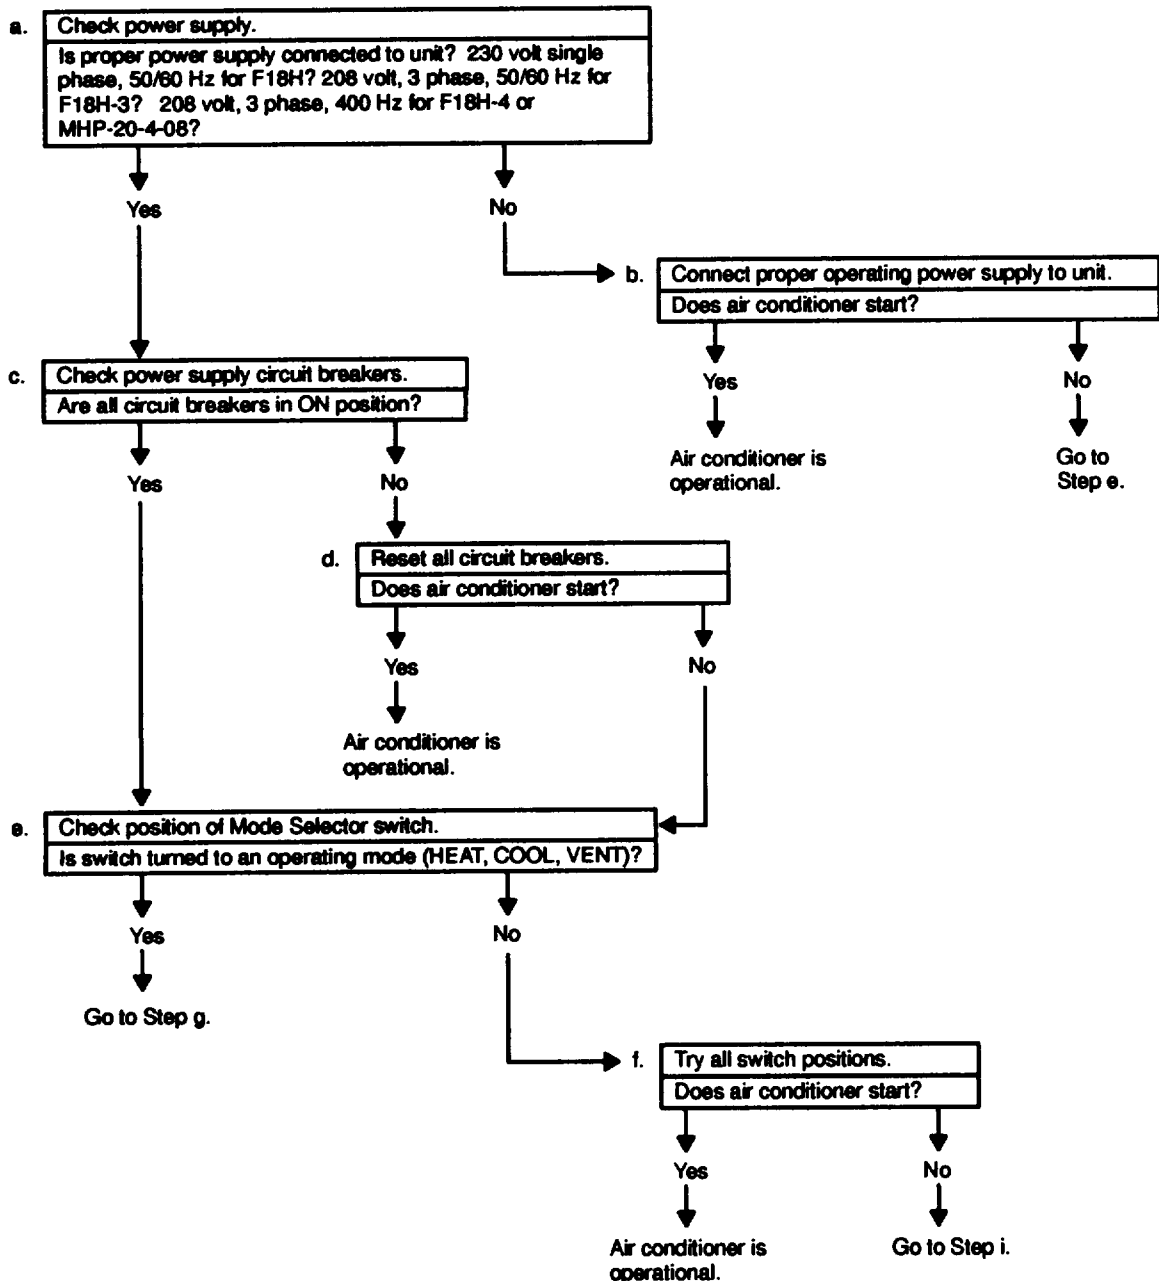 a. Check power supply.
Is proper power supply connected to unit? 230 volt single
phase, 50/60 Hz for F18H? 208 volt, 3 phase, 50/60 Hz for
F18H-3? 208 volt, 3 phase, 400 Hz for F18H-4 or
MHP-20-4-08?
Yes
No
b. Connect proper operating power supply to unit.
Does air conditioner start?
Yes
No
Air conditioner is
operational.
Go to
Step e.
c. Check power supply circuit breakers.
Are all circuit breakers in ON position?
Yes
No
d. Reset all circuit breakers.
Does air conditioner start?
Yes
No
Air conditioner is
operational.
e. Check position of Mode Selector switch.
Is switch turned to an operating mode (HEAT, COOL, VENT)?
Yes
No
Go to Step g.
f. Try all switch positions.
Does air conditioner start?
Yes
No
Air conditioner is
operational.
Go to Step i.